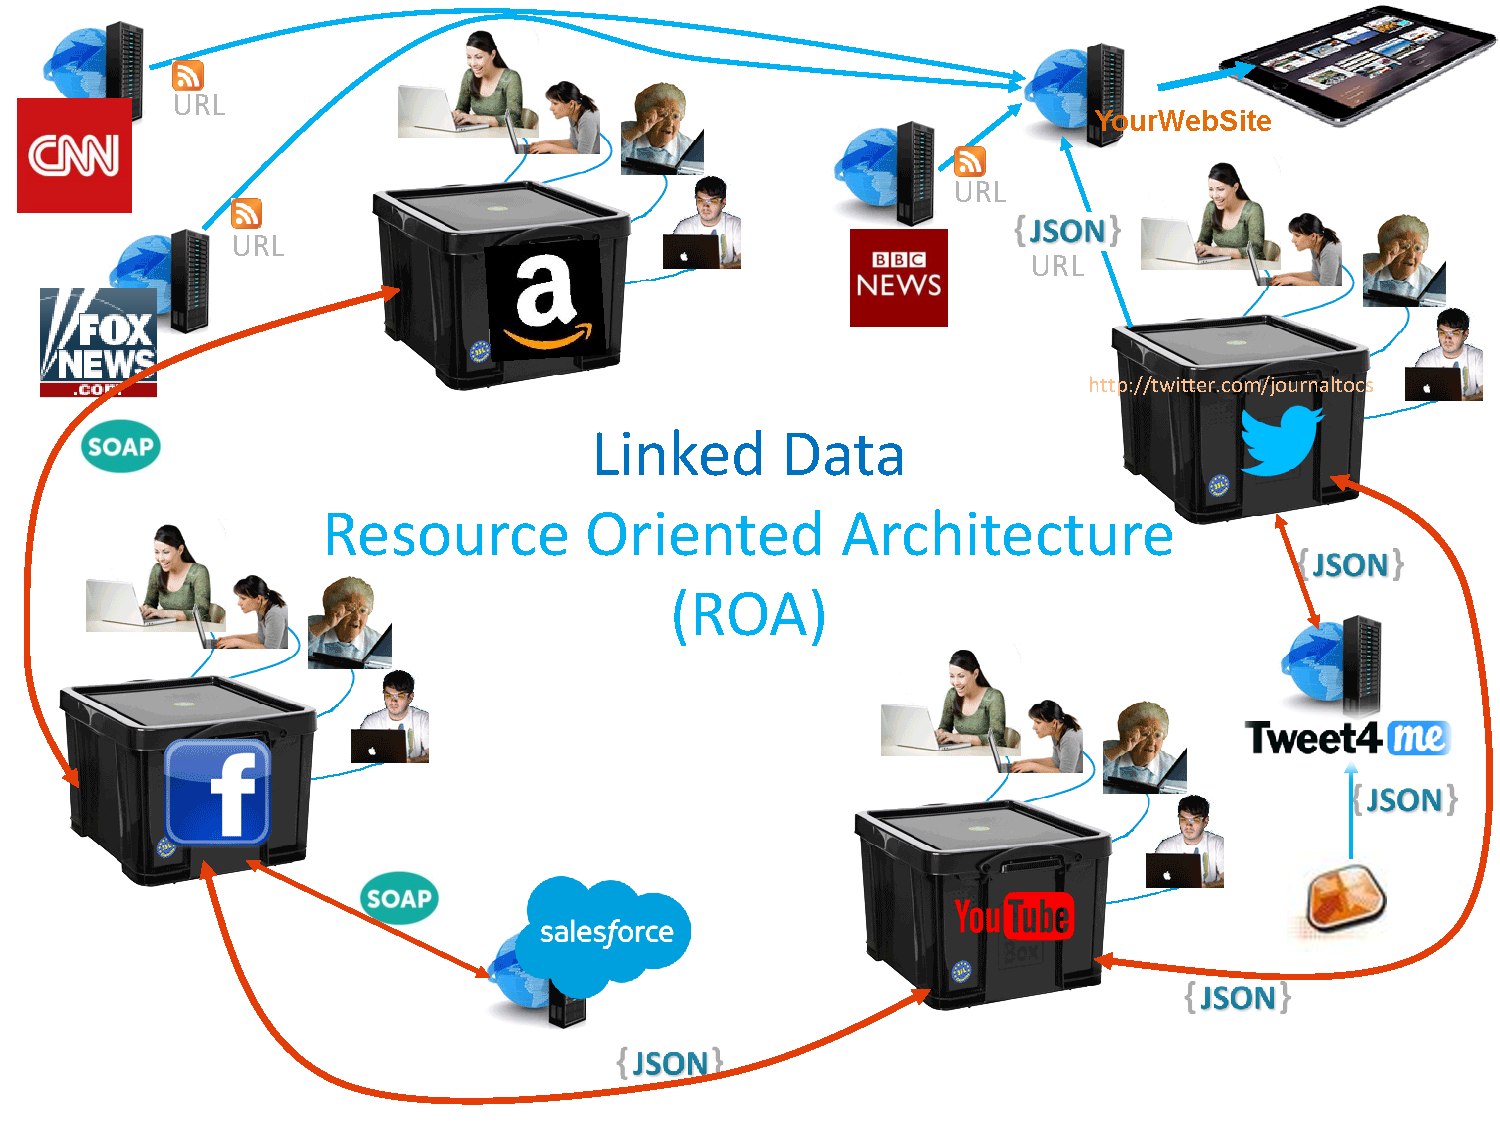 URL
CNN
URL
FOX
NEWS
.com
SOAP
a
YourWebSite
URL
BBC
NEWS
{JSON}
URL
http://twitter.com/journaltocs
Linked Data
Resource Oriented Architecture
(ROA)
{JSON}
Tweet4me
{JSON}
f
SOAP
salesforce
YouTube
Box
{JSON}
{JSON}